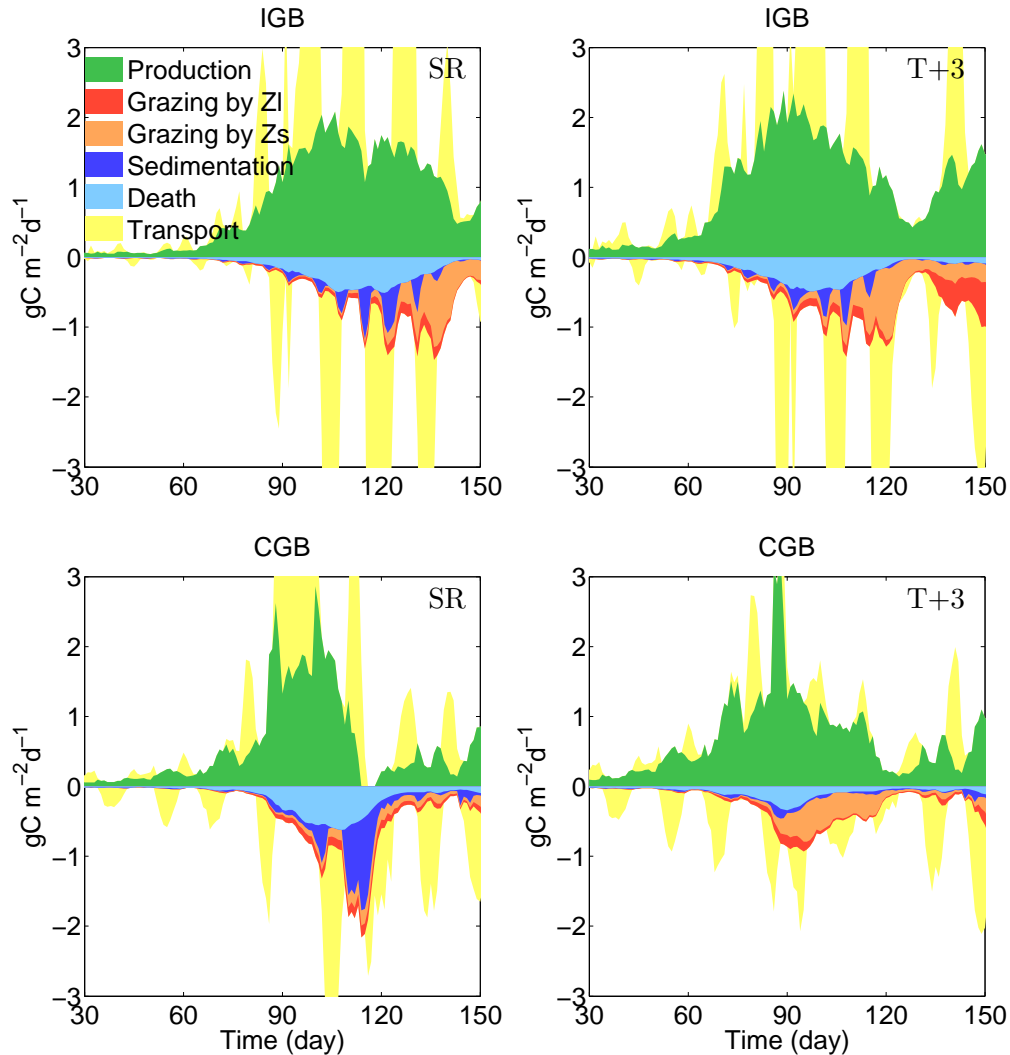 IGB
IGB
3
2
1
0
−1
−2
−3
gC m−2d−1
Production
Grazing by Zl
Grazing by Zs
Sedimentation
Death
Transport
SR
30 60 90 120 150
3
2
1
0
−1
−2
−3
gC m−2d−1
T+3
30 60 90 120 150
CGB
CGB
3
2
1
0
−1
−2
−3
gC m−2d−1
SR
30 60 90 120 150
Time (day)
3
2
1
0
−1
−2
−3
gC m−2d−1
T+3
30 60 90 120 150
Time (day)